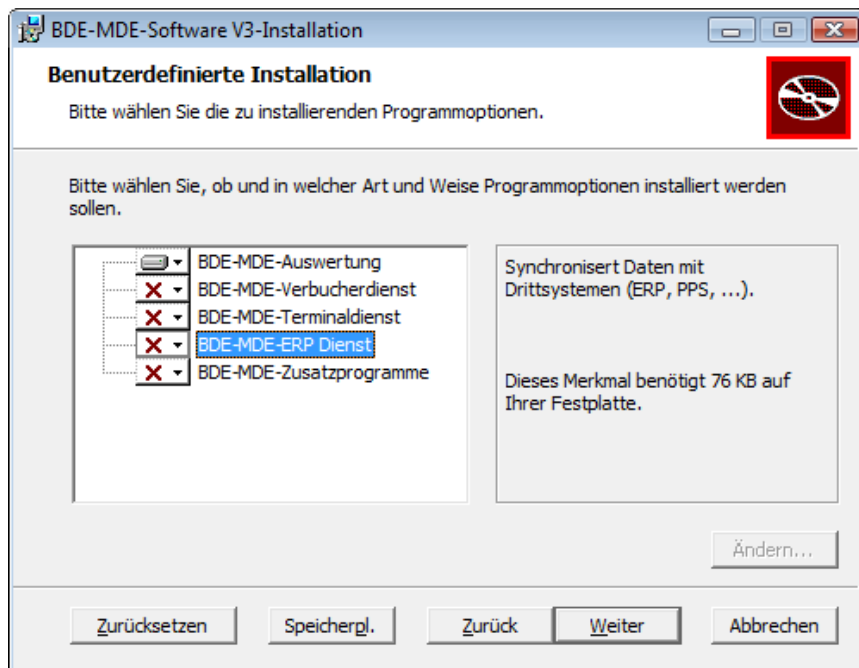 BDE-MDE-Software V3-Installation
Benutzerdefinierte Installation
Bitte wählen Sie die zu installierenden Programmoptionen.
Bitte wählen Sie, ob und in welcher Art und Weise Programmoptionen installiert werden
sollen.
BDE-MDE-Auswertung
BDE-MDE-Verbucherdienst
BDE-MDE-Terminaldienst
BDE-MDE-ERP Dienst
BDE-MDE-Zusatzprogramme
Synchronisert Daten mit
Drittsystemen (ERP, PPS, ...).
Dieses Merkmal benötigt 76 KB auf
Ihrer Festplatte.
Ändern...
Zurücksetzen
Speicherpl.
Zurück
Weiter
Abbrechen